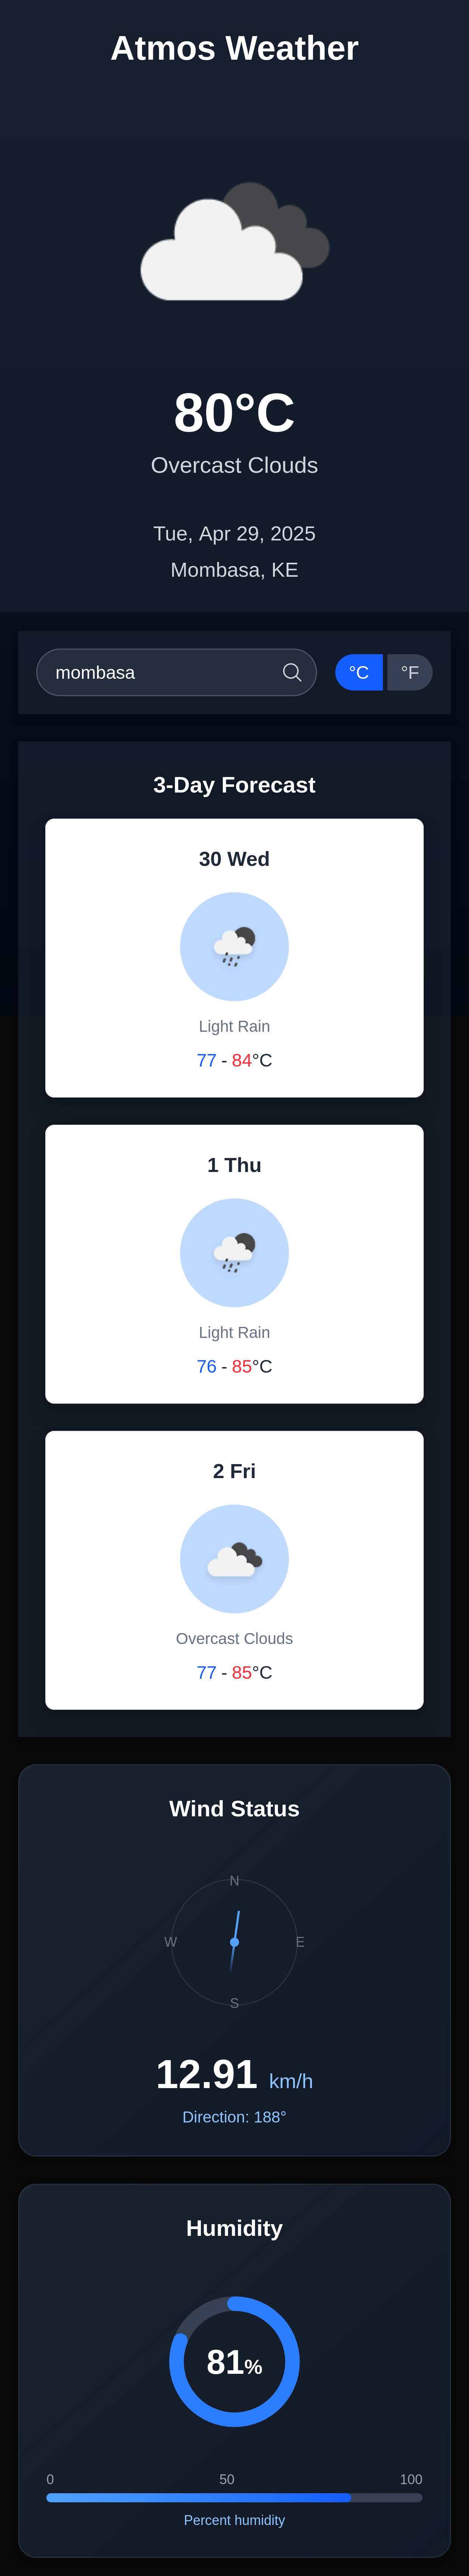 Atmos Weather
80°C
Overcast Clouds
Tue, Apr 29, 2025
Mombasa, KE
mombasa
°C °F
3-Day Forecast
30 Wed
Light Rain
77 - 84°C
1 Thu
Light Rain
76 - 85°C
2 Fri
Overcast Clouds
77 - 85°C
Wind Status
N
W E
S
12.91 km/h
Direction: 188°
Humidity
81%
0 50 100
Percent humidity